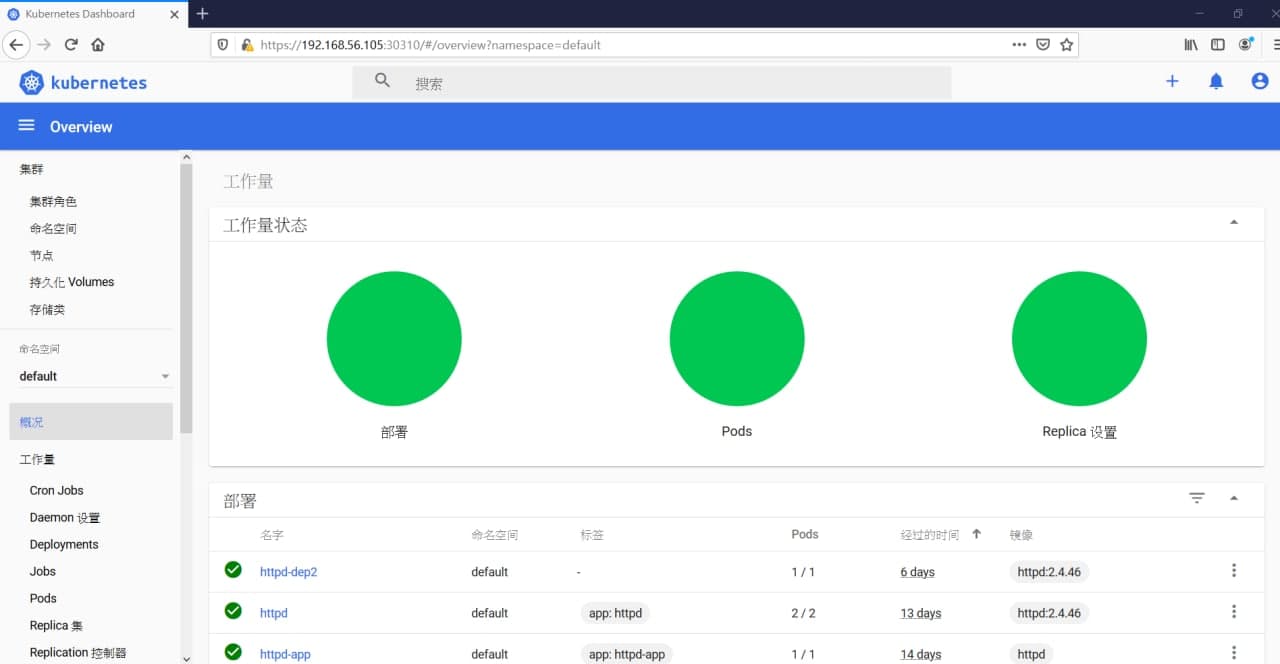 Kubernetes Dashboard
https://192.168.56.105:30310/#/overview?namespace=default
kubernetes
搜索
Overview
集群
集群角色
命名空间
节点
持久化 Volumes
存储类
命名空间
default
概况
工作量
Cron Jobs
Daemon 设置
Deployments
Jobs
Pods
Replica 集
Replication 控制器
工作量
工作量状态
部署
Pods
Replica 设置
部署
名字 命名空间 标签 Pods 经过的时间 镜像
httpd-dep2 default - 1 / 1 6 days httpd:2.4.46
httpd default app: httpd 2 / 2 13 days httpd:2.4.46
httpd-app default app: httpd-app 1 / 1 14 days httpd